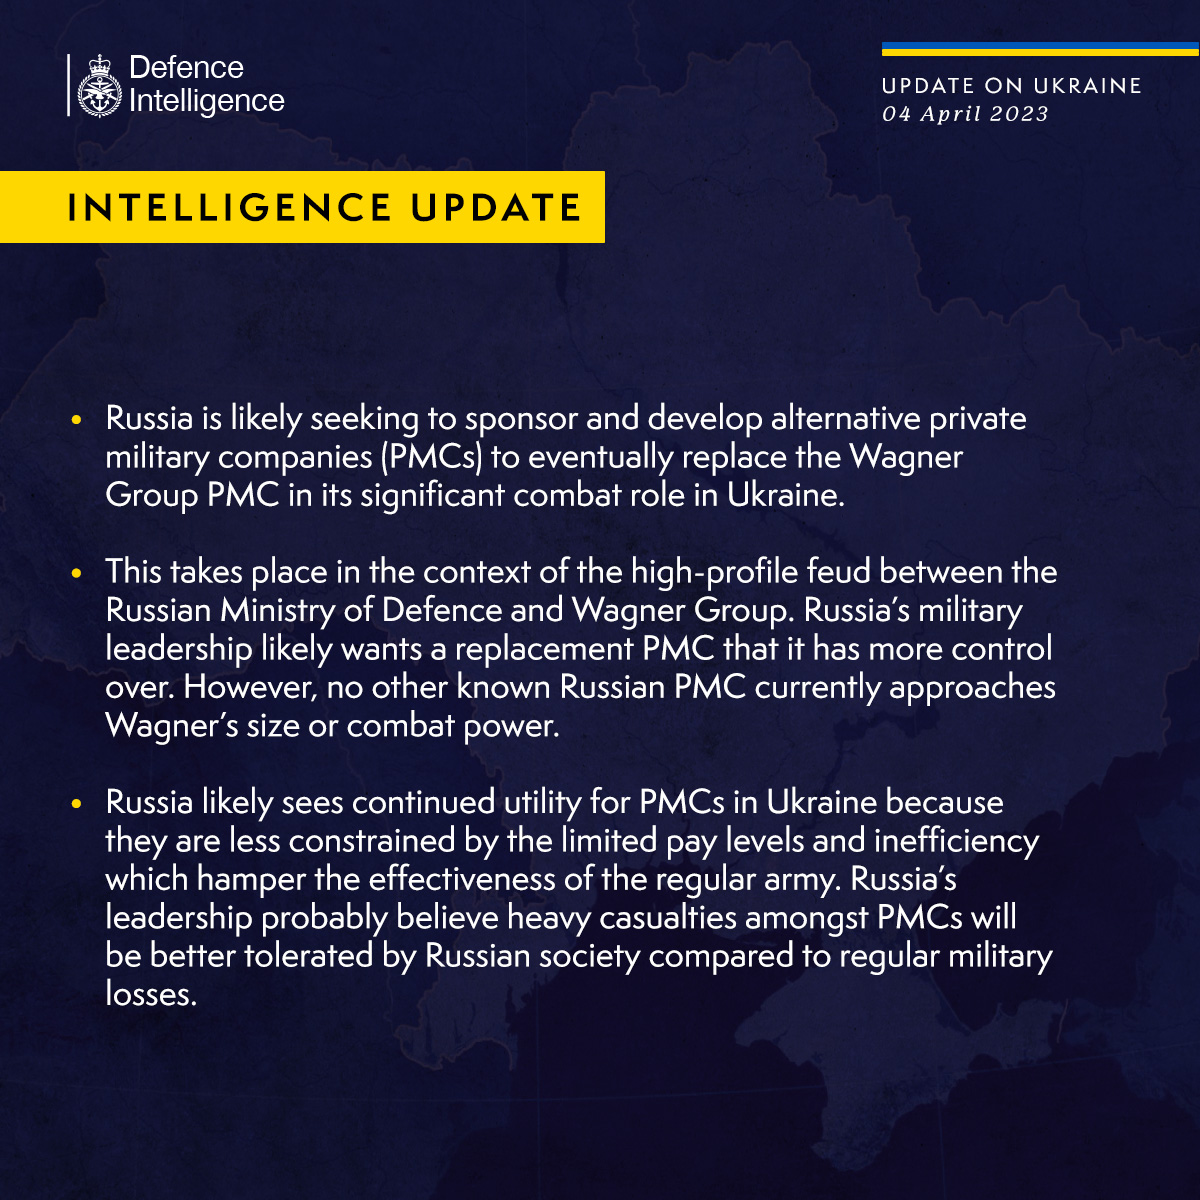 Defence
Intelligence
UPDATE ON UKRAINE
04 April 2023
INTELLIGENCE UPDATE
• Russia is likely seeking to sponsor and develop alternative private
military companies (PMCs) to eventually replace the Wagner
Group PMC in its significant combat role in Ukraine.
• This takes place in the context of the high-profile feud between the
Russian Ministry of Defence and Wagner Group. Russia’s military
leadership likely wants a replacement PMC that it has more control
over. However, no other known Russian PMC currently approaches
Wagner’s size or combat power.
• Russia likely sees continued utility for PMCs in Ukraine because
they are less constrained by the limited pay levels and inefficiency
which hamper the effectiveness of the regular army. Russia’s
leadership probably believe heavy casualties amongst PMCs will
be better tolerated by Russian society compared to regular military
losses.